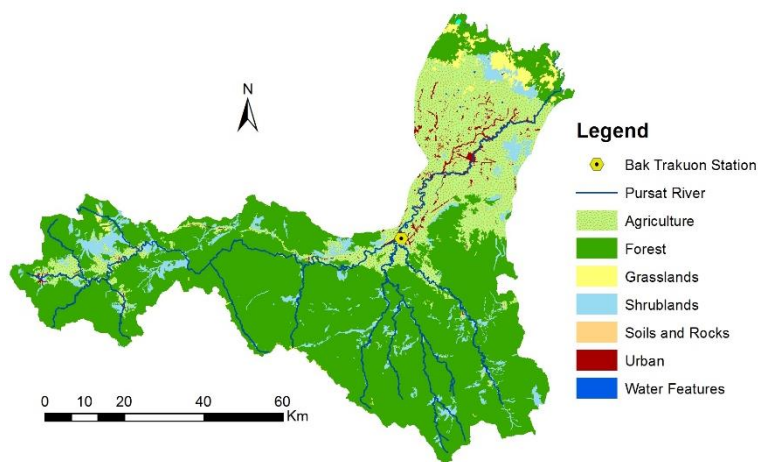 N
Legend
Bak Trakuon Station
Pursat River
Agriculture
Forest
Grasslands
Shrublands
Soils and Rocks
Urban
Water Features
0 10 20 40 60
Km